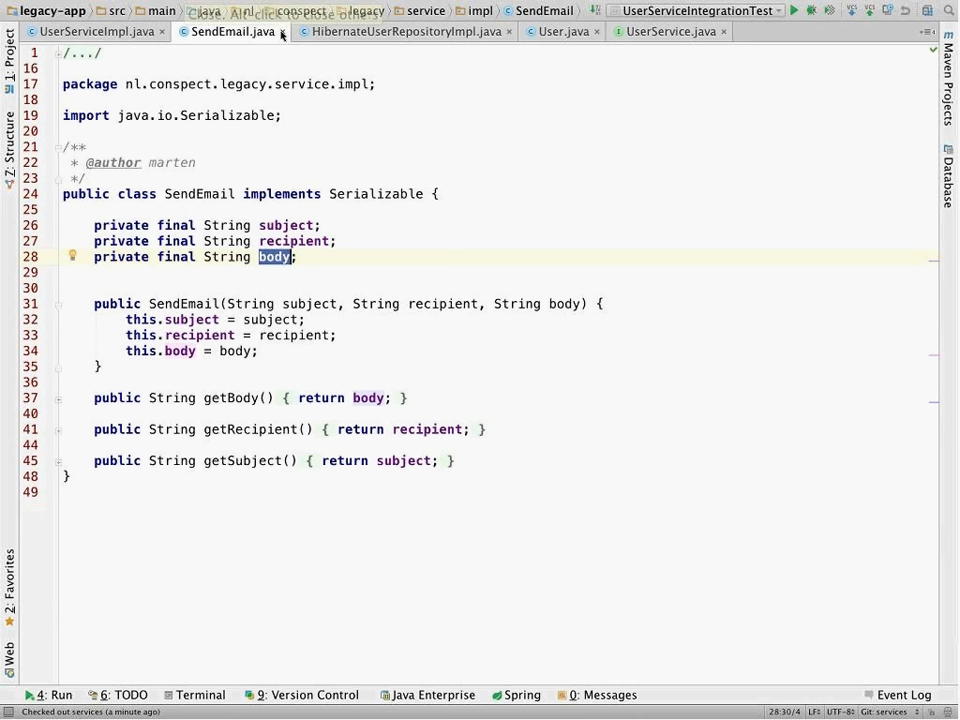 legacy-app src main java nl conspect legacy service impl SendEmail UserServiceIntegrationTest
Close. Alt-click to close others
UserServiceImpl.java SendEmail.java HibernateUserRepositoryImpl.java User.java UserService.java
1 /.../
16
17 package nl.conspect.legacy.service.impl;
18
19 import java.io.Serializable;
20
21 /**
22 * @author marten
23 */
24 public class SendEmail implements Serializable {
25
26 private final String subject;
27 private final String recipient;
28 private final String body;
29
30
31 public SendEmail(String subject, String recipient, String body) {
32 this.subject = subject;
33 this.recipient = recipient;
34 this.body = body;
35 }
36
37 public String getBody() { return body; }
40
41 public String getRecipient() { return recipient; }
44
45 public String getSubject() { return subject; }
48 }
49
1: Project
7: Structure
2: Favorites
Web
Maven Projects
Database
4: Run 6: TODO Terminal 9: Version Control Java Enterprise Spring 0: Messages Event Log
Checked out services (a minute ago) 28:30/4 LF UTF-8 Git: services